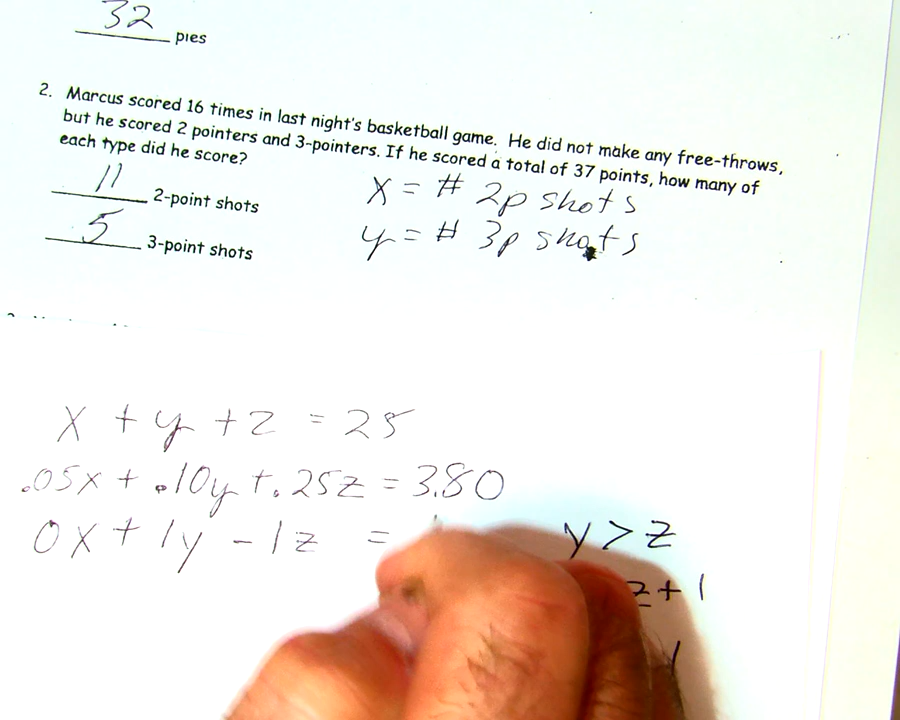 32 pies
2. Marcus scored 16 times in last night's basketball game. He did not make any free-throws,
but he scored 2 pointers and 3-pointers. If he scored a total of 37 points, how many of
each type did he score?
11 2-point shots
5 3-point shots
x = # 2p shots
y = # 3p shots
x + y + z = 25
.05x + .10y + .25z = 3.80
0x + 1y - 1z =
y > z
z + 1